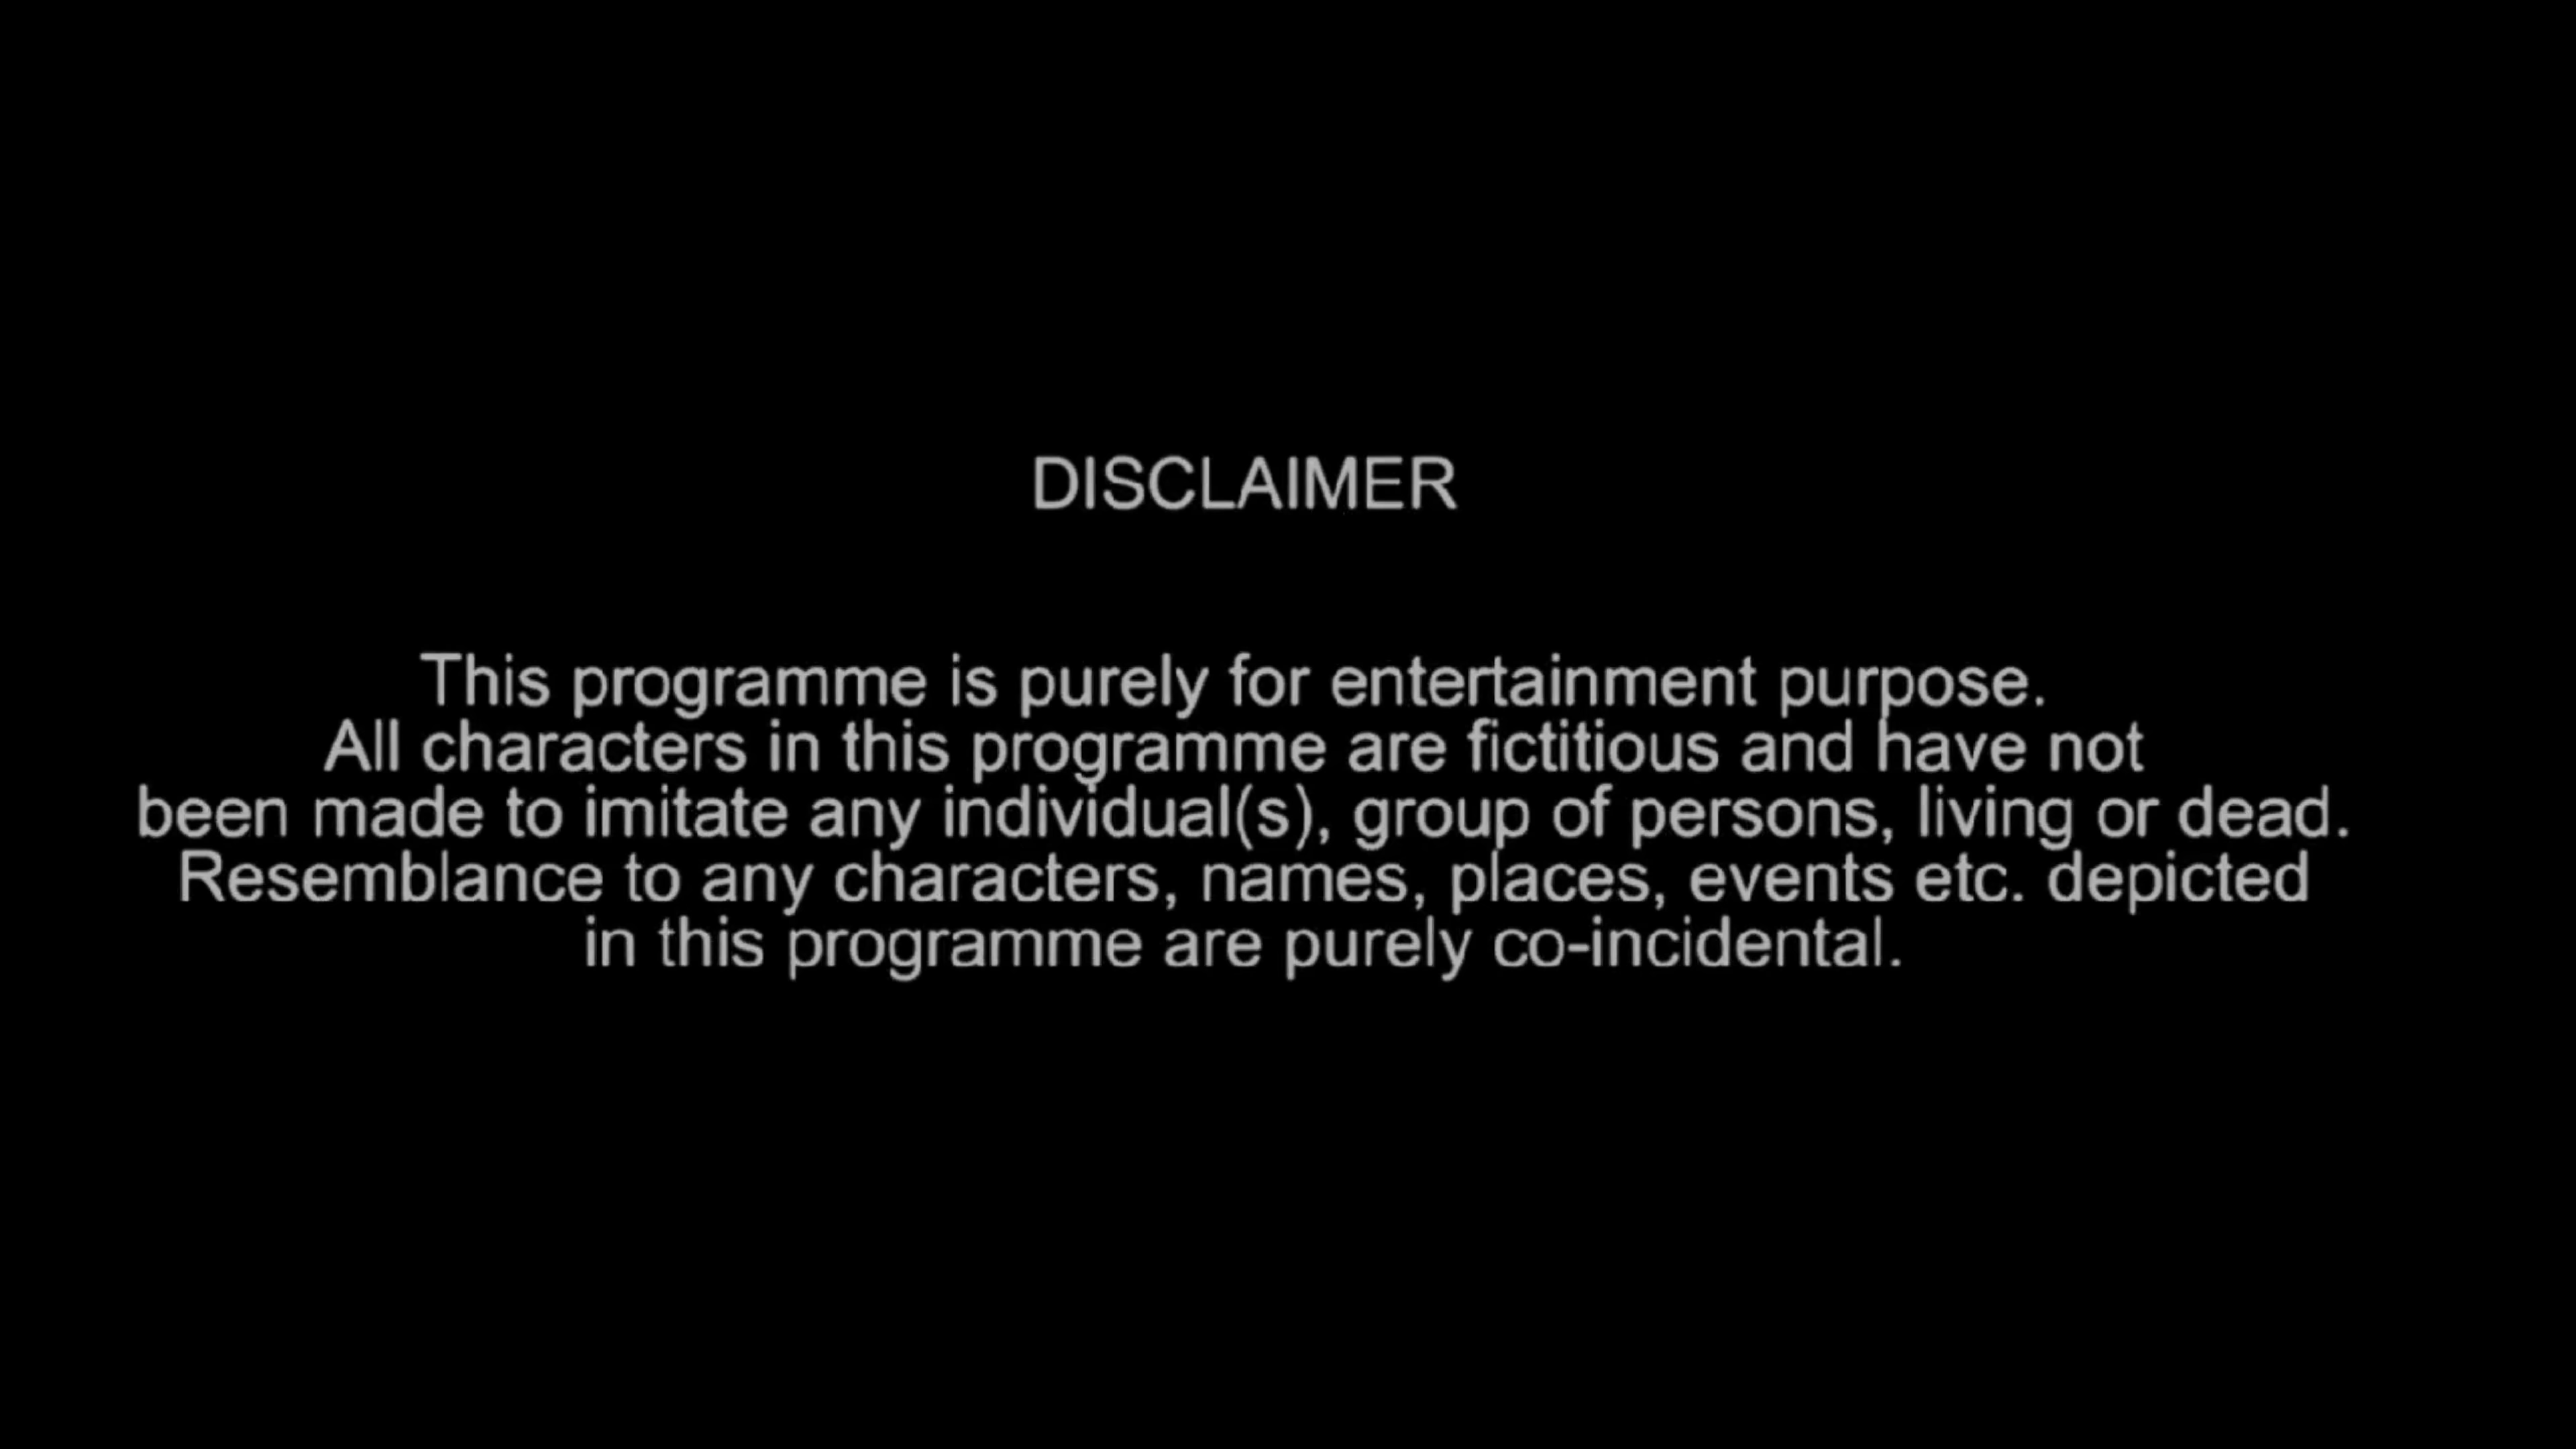 DISCLAIMER
This programme is purely for entertainment purpose.
All characters in this programme are fictitious and have not
been made to imitate any individual(s), group of persons, living or dead.
Resemblance to any characters, names, places, events etc. depicted
in this programme are purely co-incidental.